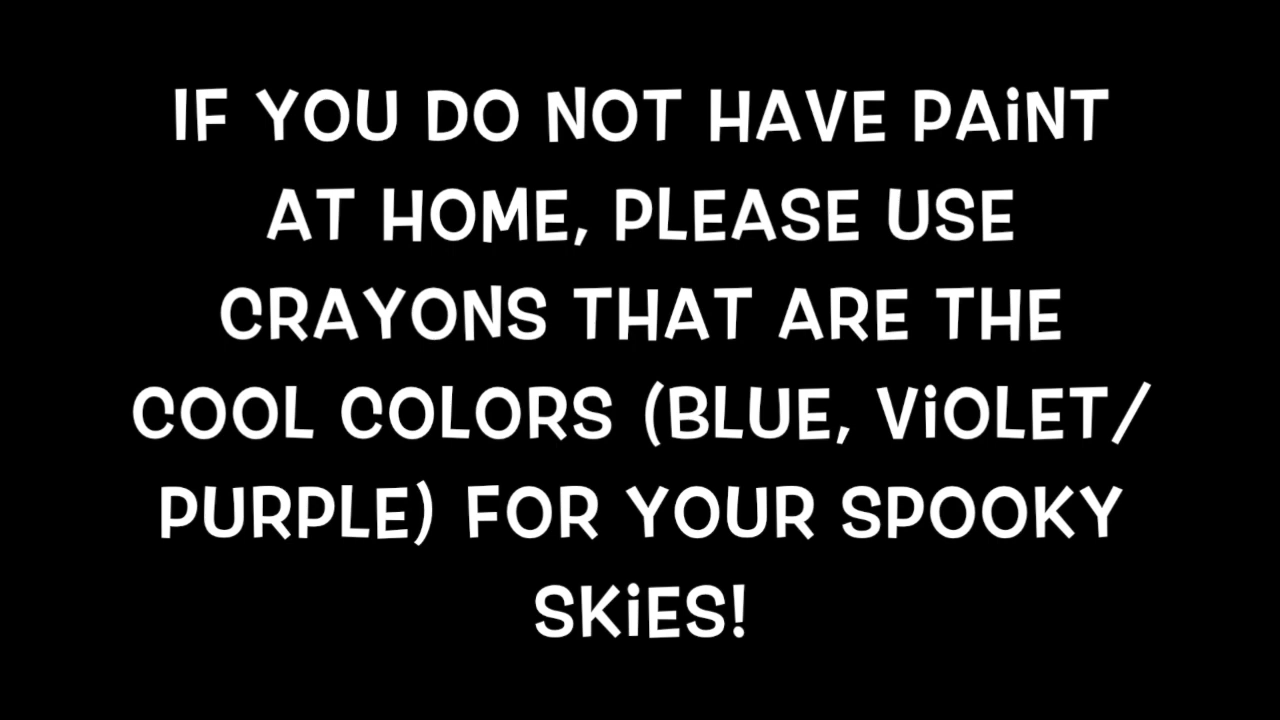 IF YOU DO NOT HAVE PAiNT
AT HOME, PLEASE USE
CRAYONS THAT ARE THE
COOL COLORS (BLUE, ViOLET/
PURPLE) FOR YOUR SPOOKY
SKiES!